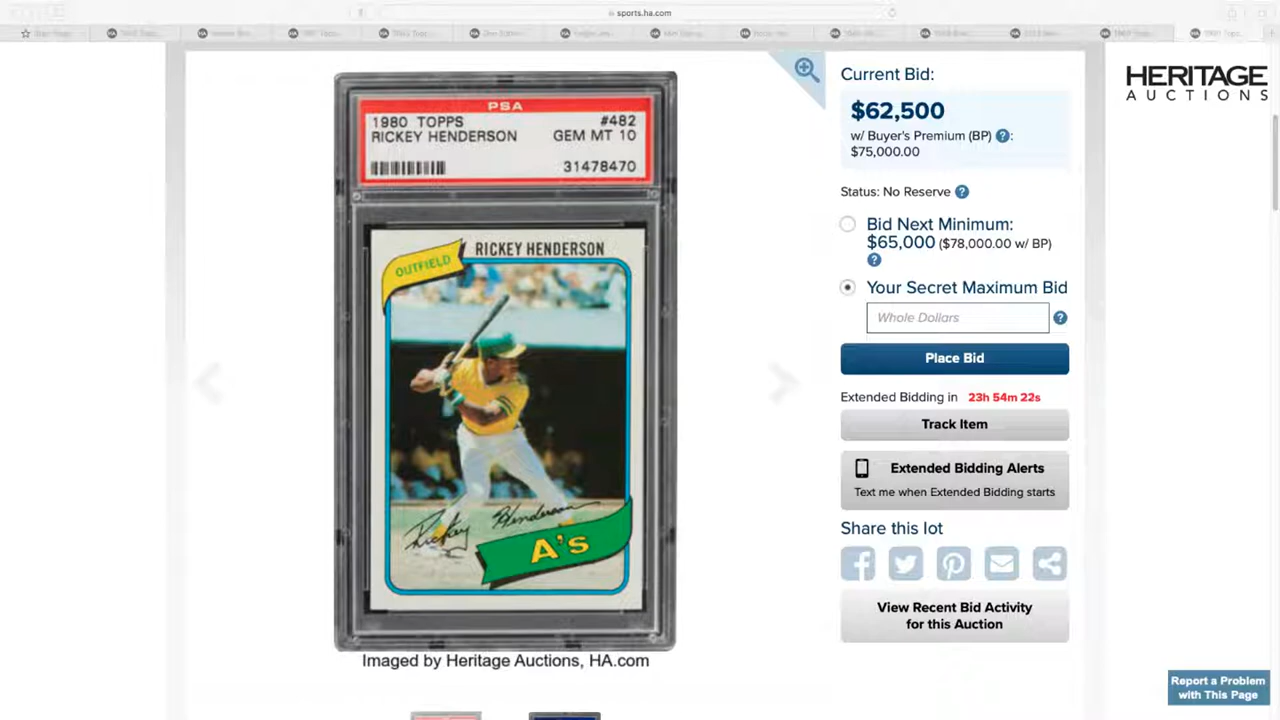 sports.ha.com
PSA
1980 TOPPS #482
RICKEY HENDERSON GEM MT 10
31478470
OUTFIELD
RICKEY HENDERSON
Rickey Henderson
A's
Imaged by Heritage Auctions, HA.com
Current Bid:
$62,500
w/ Buyer's Premium (BP) ?:
$75,000.00
Status: No Reserve ?
Bid Next Minimum:
$65,000 ($78,000.00 w/ BP)
?
Your Secret Maximum Bid
Whole Dollars ?
Place Bid
Extended Bidding in 23h 54m 22s
Track Item
Extended Bidding Alerts
Text me when Extended Bidding starts
Share this lot
View Recent Bid Activity
for this Auction
HERITAGE
AUCTIONS
Report a Problem
with This Page